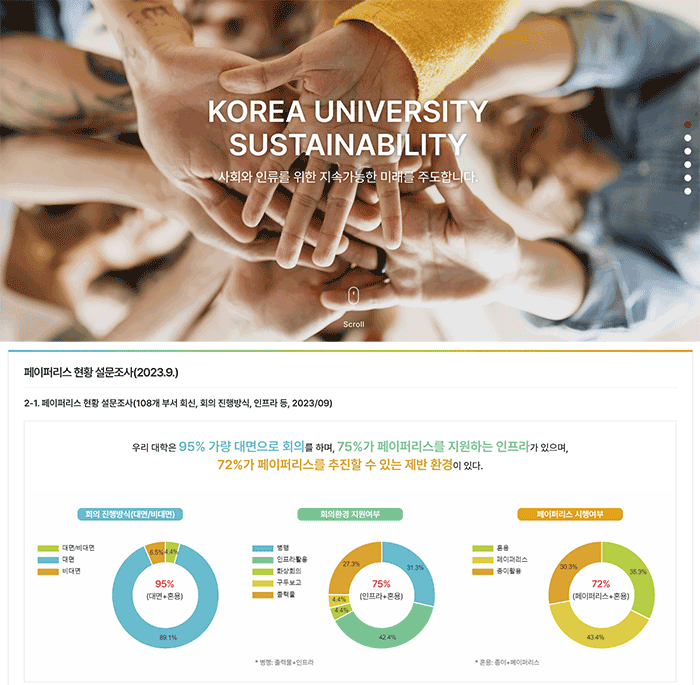 KOREA UNIVERSITY
SUSTAINABILITY
사회와 인류를 위한 지속가능한 미래를 주도합니다.
Scroll
페이퍼리스 현황 설문조사(2023.9.)
2-1. 페이퍼리스 현황 설문조사(108개 부서 회신, 회의 진행방식, 인프라 등, 2023/09)
우리 대학은 95% 가량 대면으로 회의를 하며, 75%가 페이퍼리스를 지원하는 인프라가 있으며,
72%가 페이퍼리스를 추진할 수 있는 제반 환경이 있다.
회의 진행방식(대면/비대면)
대면/비대면
대면
비대면
6.5%
4.4%
95%
(대면+혼용)
89.1%
회의환경 지원여부
병행
인프라활용
화상회의
구두보고
출력물
27.3%
31.3%
75%
(인프라+혼용)
4.4%
4.4%
42.4%
* 병행: 출력물+인프라
페이퍼리스 시행여부
혼용
페이퍼리스
종이활용
30.3%
35.3%
72%
(페이퍼리스+혼용)
43.4%
* 혼용: 종이+페이퍼리스